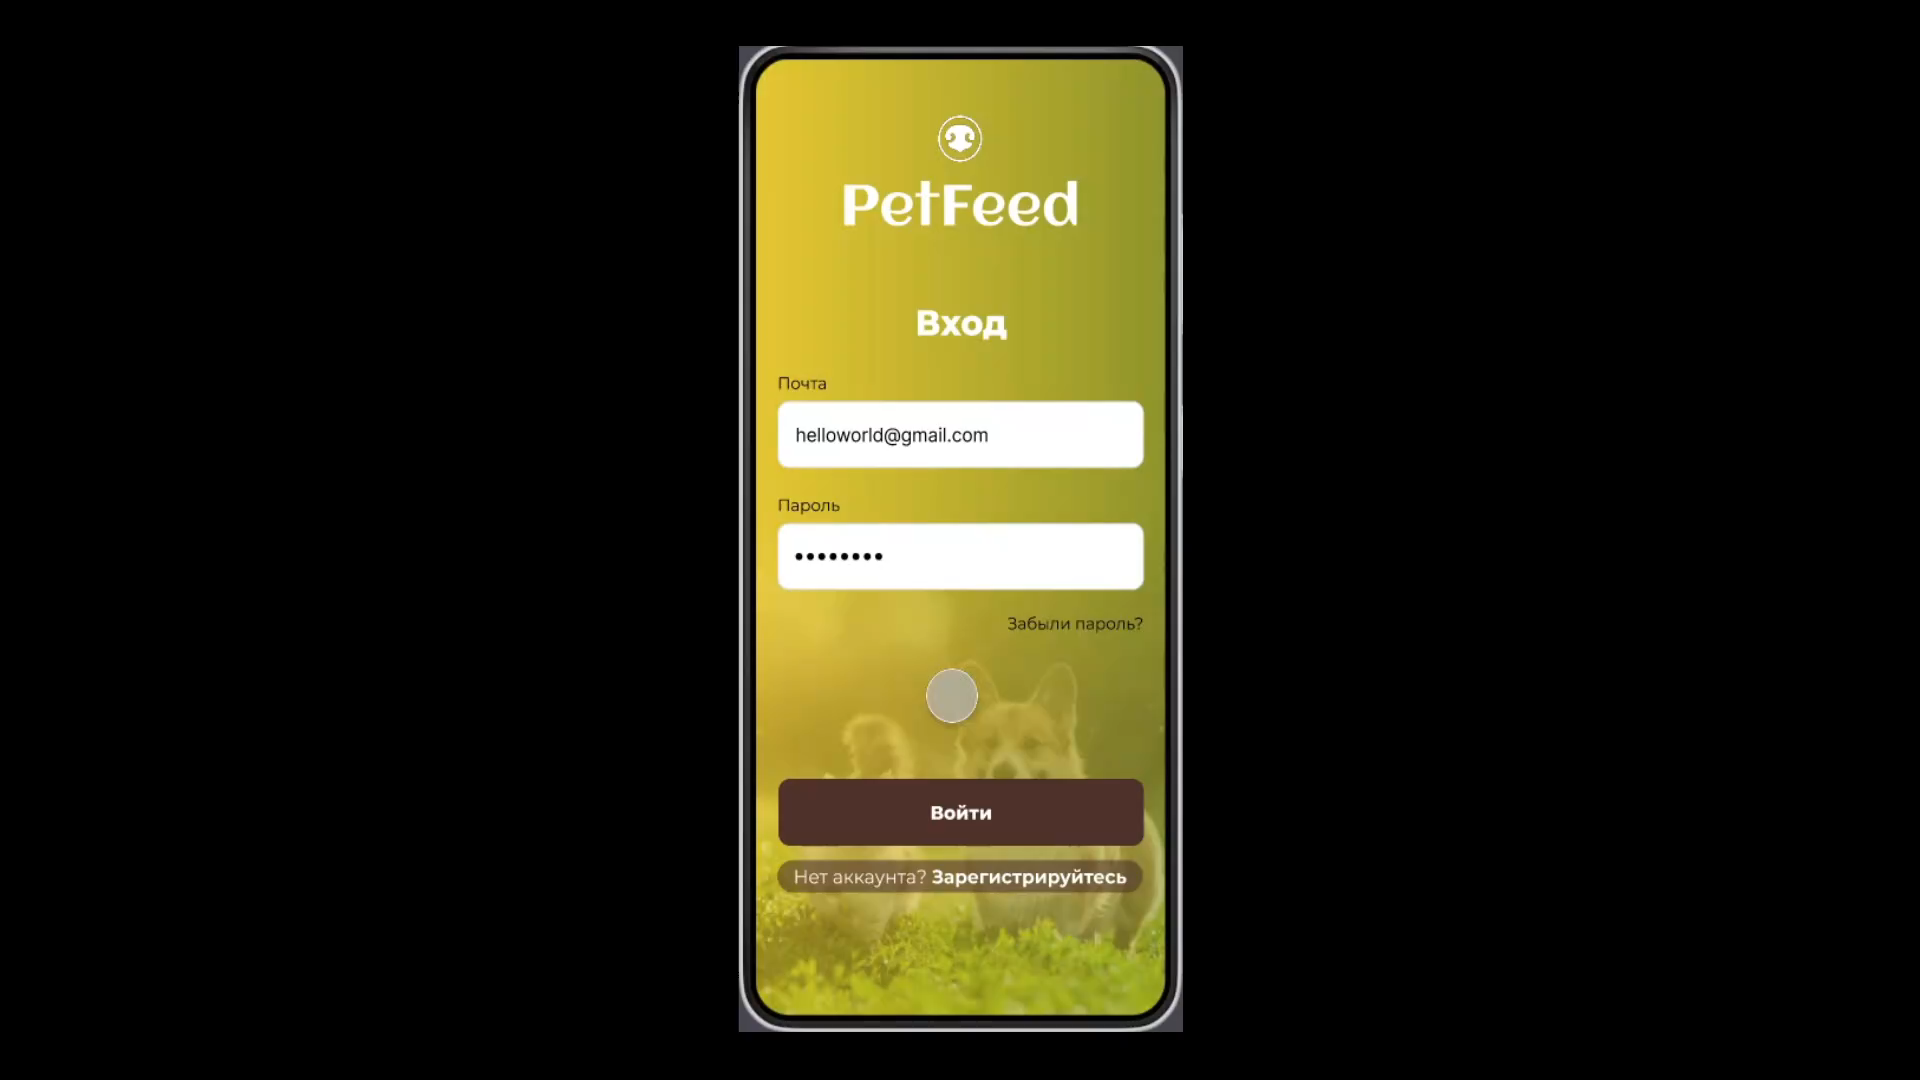 PetFeed
Вход
Почта
helloworld@gmail.com
Пароль
••••••••
Забыли пароль?
Войти
Нет аккаунта? Зарегистрируйтесь